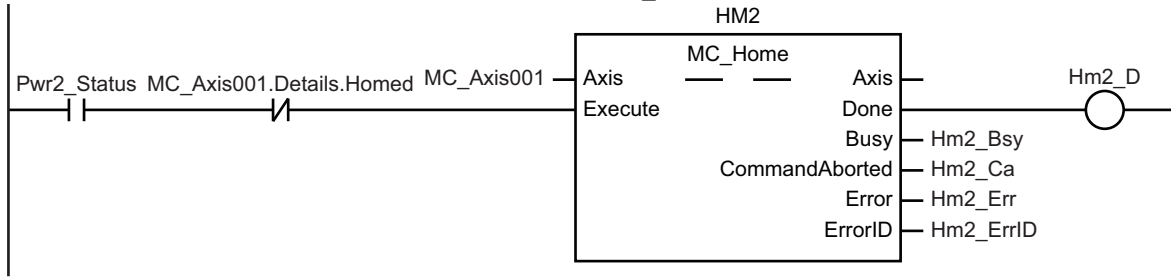 HM2
MC_Home
Pwr2_Status MC_Axis001.Details.Homed MC_Axis001 Axis Axis Hm2_D
Execute Done
Busy Hm2_Bsy
CommandAborted Hm2_Ca
Error Hm2_Err
ErrorID Hm2_ErrID